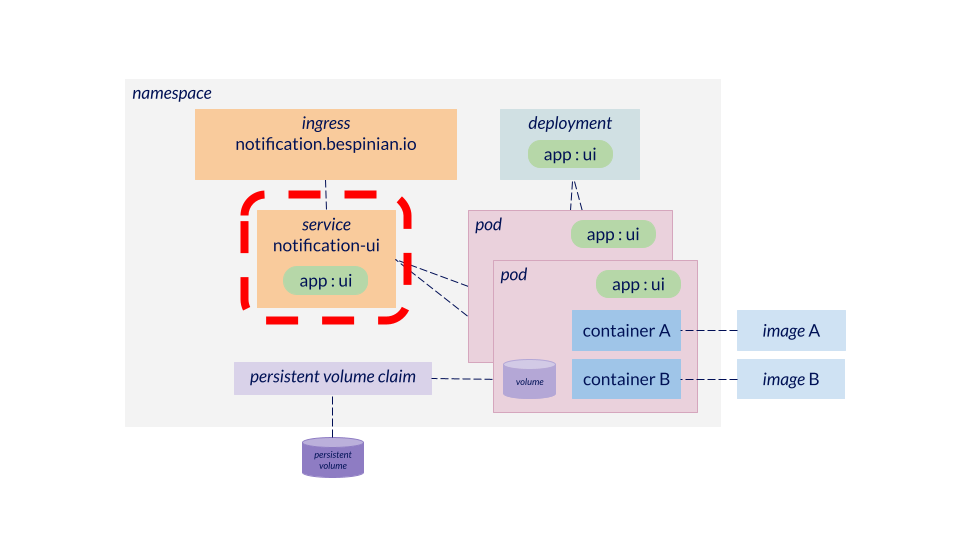 namespace
ingress
notification.bespinian.io
deployment
app : ui
service
notification-ui
app : ui
pod
app : ui
pod
app : ui
container A
image A
container B
image B
volume
persistent volume claim
persistent
volume